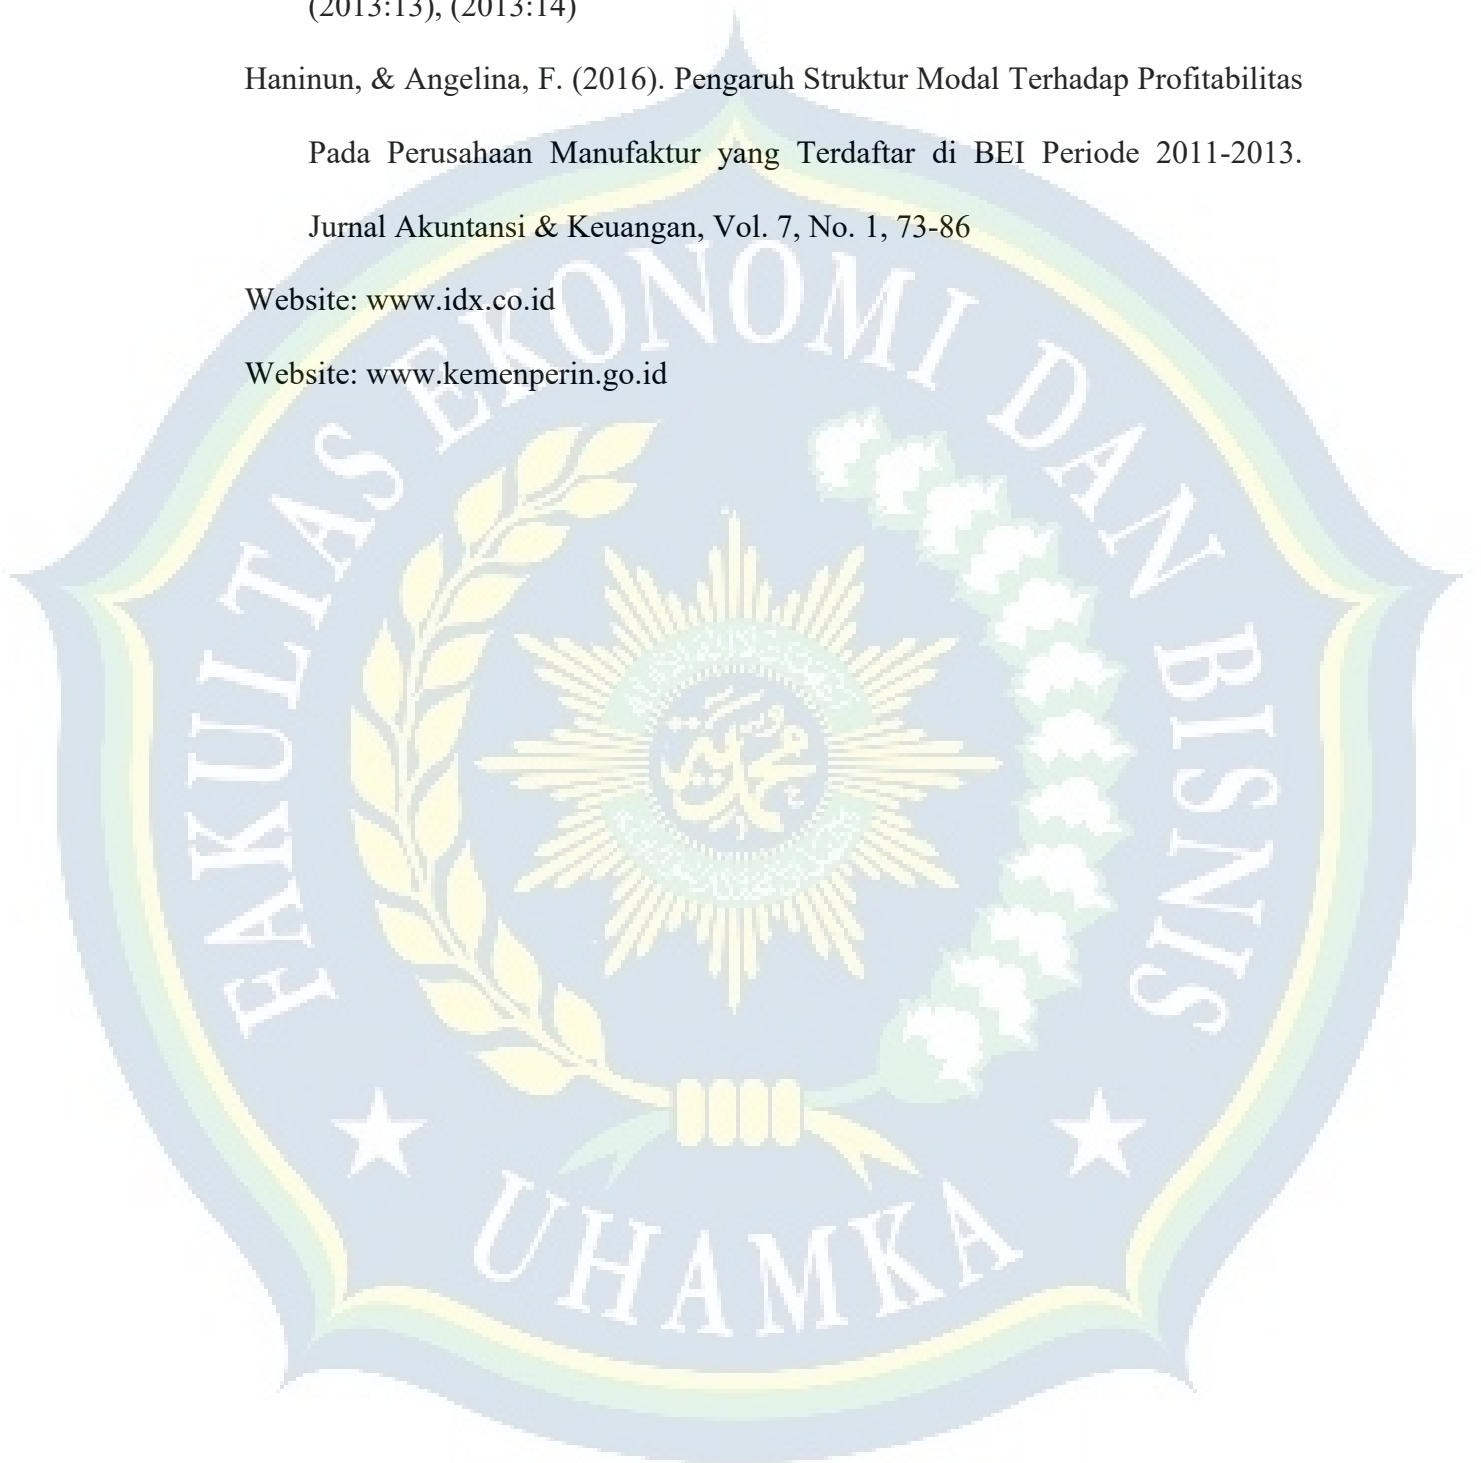 (2013:13), (2013:14)
Haninun, & Angelina, F. (2016). Pengaruh Struktur Modal Terhadap Profitabilitas
Pada Perusahaan Manufaktur yang Terdaftar di BEI Periode 2011-2013.
Jurnal Akuntansi & Keuangan, Vol. 7, No. 1, 73-86
Website: www.idx.co.id
Website: www.kemenperin.go.id
FAKULTAS EKONOMI DAN BISNIS
UHAMKA